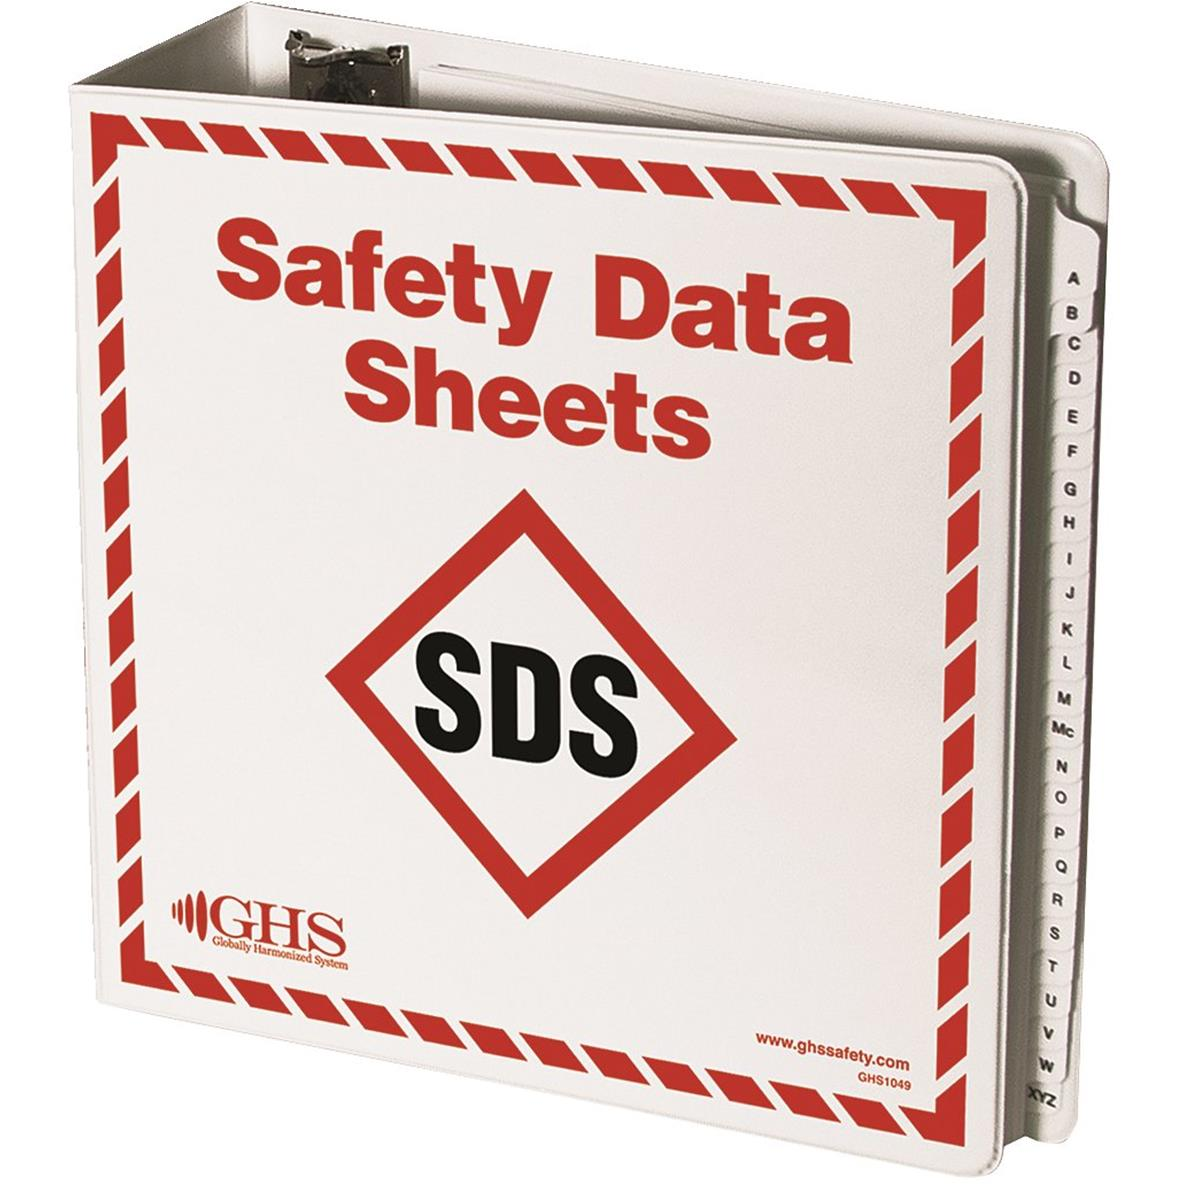 Safety Data
Sheets
SDS
GHS
Globally Harmonized System
www.ghssafety.com
GHS1049
A
B
C
D
E
F
G
H
I
J
K
L
M
Mc
N
O
P
Q
R
S
T
U
V
W
XYZ